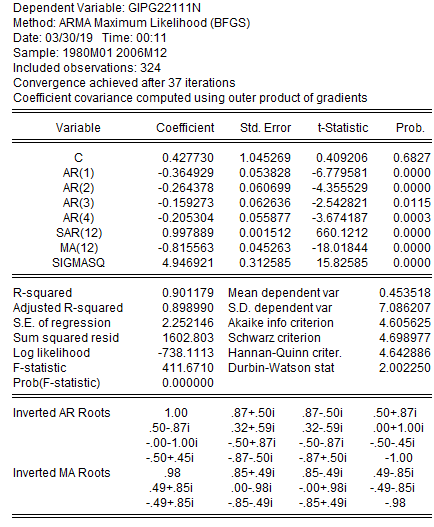 Dependent Variable: GIPG22111N
Method: ARMA Maximum Likelihood (BFGS)
Date: 03/30/19 Time: 00:11
Sample: 1980M01 2006M12
Included observations: 324
Convergence achieved after 37 iterations
Coefficient covariance computed using outer product of gradients
Variable Coefficient Std. Error t-Statistic Prob.
C 0.427730 1.045269 0.409206 0.6827
AR(1) -0.364929 0.053828 -6.779581 0.0000
AR(2) -0.264378 0.060699 -4.355529 0.0000
AR(3) -0.159273 0.062636 -2.542821 0.0115
AR(4) -0.205304 0.055877 -3.674187 0.0003
SAR(12) 0.997889 0.001512 660.1212 0.0000
MA(12) -0.815563 0.045263 -18.01844 0.0000
SIGMASQ 4.946921 0.312585 15.82585 0.0000
R-squared 0.901179 Mean dependent var 0.453518
Adjusted R-squared 0.898990 S.D. dependent var 7.086207
S.E. of regression 2.252146 Akaike info criterion 4.605625
Sum squared resid 1602.803 Schwarz criterion 4.698977
Log likelihood -738.1113 Hannan-Quinn criter. 4.642886
F-statistic 411.6710 Durbin-Watson stat 2.002250
Prob(F-statistic) 0.000000
Inverted AR Roots 1.00 .87+.50i .87-.50i .50+.87i
.50-.87i .32+.59i .32-.59i .00+1.00i
-.00-1.00i -.50+.87i -.50-.87i -.50-.45i
-.50+.45i -.87-.50i -.87+.50i -1.00
Inverted MA Roots .98 .85+.49i .85-.49i .49-.85i
.49+.85i .00-.98i -.00+.98i -.49-.85i
-.49+.85i -.85-.49i -.85+.49i -.98